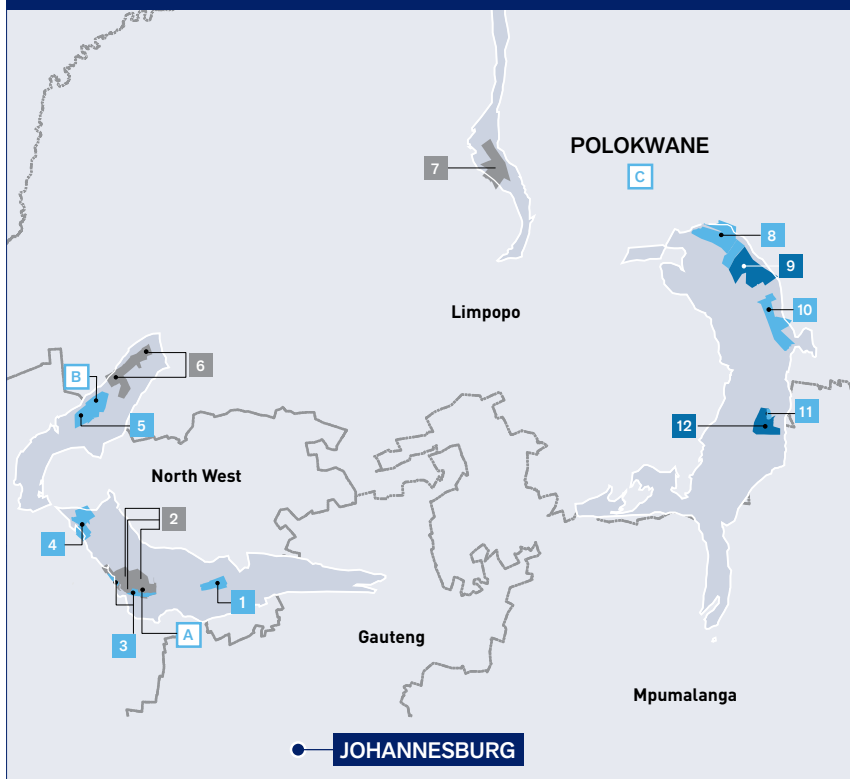 POLOKWANE
7
C
8
9
10
Limpopo
6
B
5
11
12
North West
2
4
1
3
A
Gauteng
Mpumalanga
JOHANNESBURG